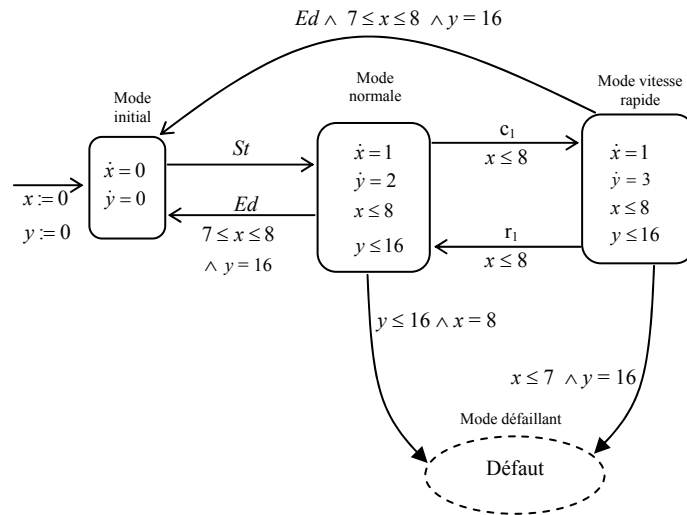 Ed ∧ 7 ≤ x ≤ 8 ∧ y = 16
Mode
initial
Mode
normale
Mode vitesse
rapide
x := 0
y := 0
ẋ = 0
ẏ = 0
St
Ed
7 ≤ x ≤ 8
∧ y = 16
ẋ = 1
ẏ = 2
x ≤ 8
y ≤ 16
c₁
x ≤ 8
r₁
x ≤ 8
ẋ = 1
ẏ = 3
x ≤ 8
y ≤ 16
y ≤ 16 ∧ x = 8
x ≤ 7 ∧ y = 16
Mode défaillant
Défaut